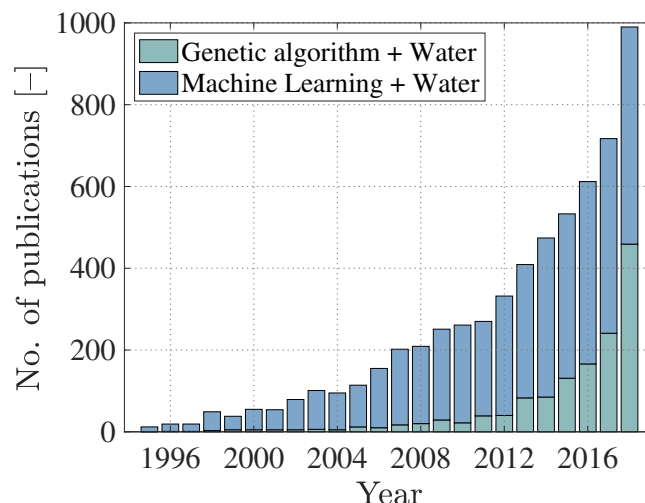 1000
800
600
400
200
0
No. of publications [−]
Genetic algorithm + Water
Machine Learning + Water
1996 2000 2004 2008 2012 2016
Year